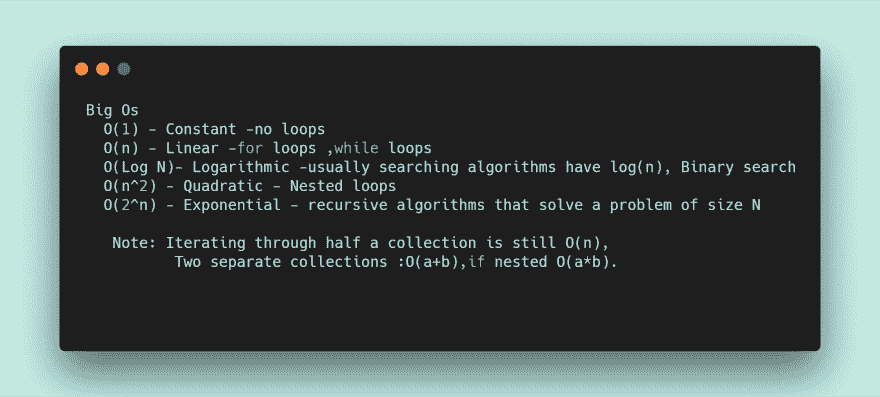 Big Os
O(1) – Constant –no loops
O(n) – Linear –for loops ,while loops
O(Log N)– Logarithmic –usually searching algorithms have log(n), Binary search
O(n^2) – Quadratic – Nested loops
O(2^n) – Exponential – recursive algorithms that solve a problem of size N
Note: Iterating through half a collection is still O(n),
Two separate collections :O(a+b),if nested O(a*b).